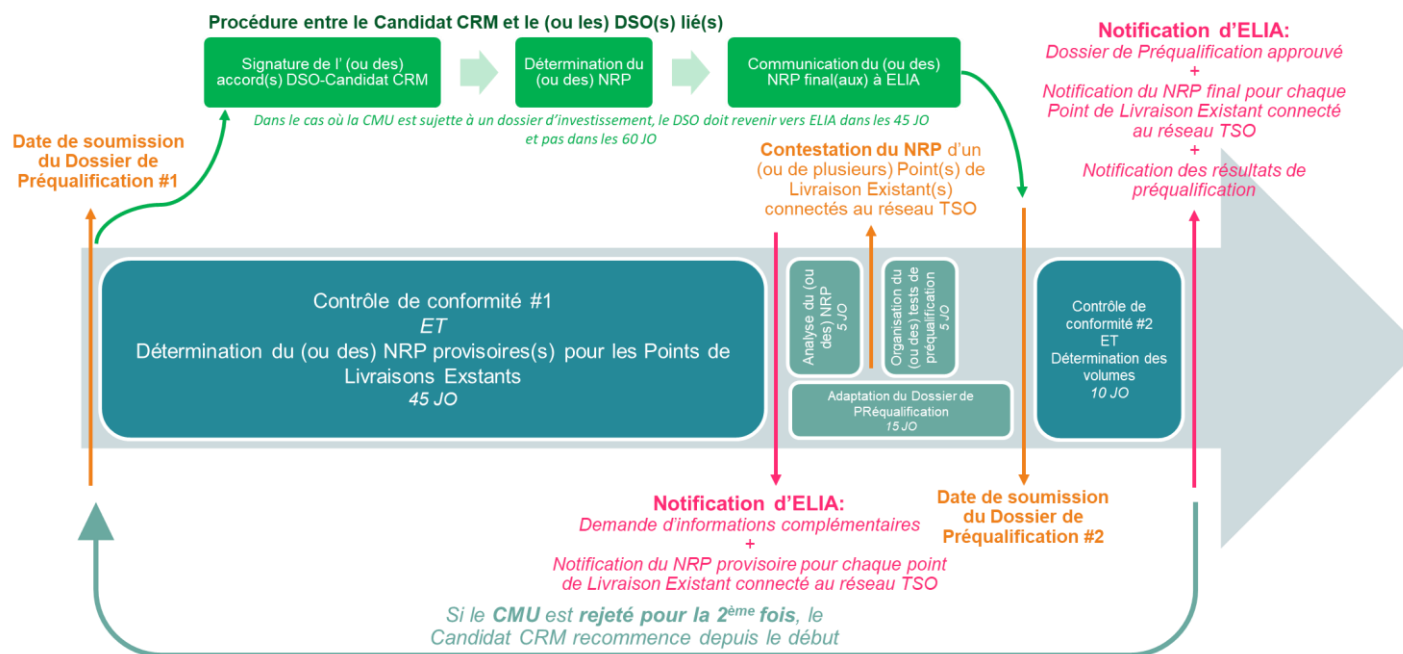 Procédure entre le Candidat CRM et le (ou les) DSO(s) lié(s)
Signature de l' (ou des)
accord(s) DSO-Candidat CRM
Détermination du
(ou des) NRP
Communication du (ou des)
NRP final(aux) à ELIA
Dans le cas où la CMU est sujette à un dossier d'investissement, le DSO doit revenir vers ELIA dans les 45 JO
et pas dans les 60 JO
Notification d'ELIA:
Dossier de Préqualification approuvé
+
Notification du NRP final pour chaque
Point de Livraison Existant connecté
au réseau TSO
+
Notification des résultats de
préqualification
Date de soumission
du Dossier de
Préqualification #1
Contestation du NRP d'un
(ou de plusieurs) Point(s) de
Livraison Existant(s)
connectés au réseau TSO
Contrôle de conformité #1
ET
Détermination du (ou des) NRP provisoires(s) pour les Points de
Livraisons Exstants
45 JO
Analyse du (ou
des) NRP
5 JO
Organisation du
(ou des) tests de
préqualification
5 JO
Adaptation du Dossier de
PRéqualification
15 JO
Contrôle de
conformité #2
ET
Détermination des
volumes
10 JO
Notification d'ELIA:
Demande d'informations complémentaires
+
Notification du NRP provisoire pour chaque point
de Livraison Existant connecté au réseau TSO
Date de soumission
du Dossier de
Préqualification #2
Si le CMU est rejeté pour la 2ème fois, le
Candidat CRM recommence depuis le début